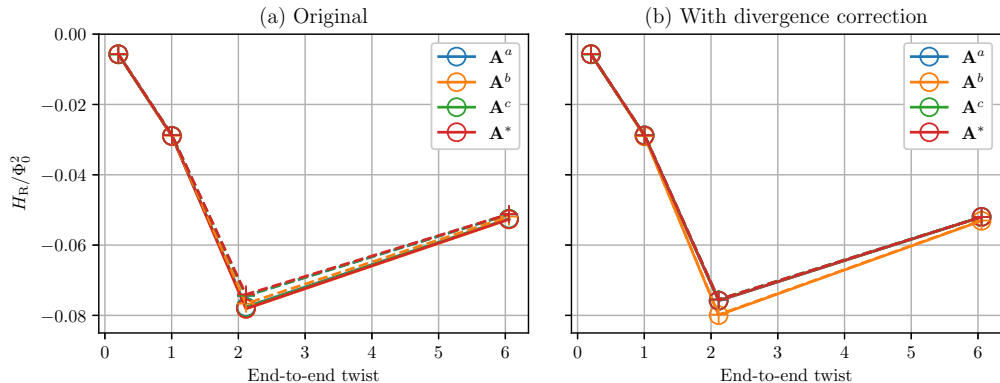 (a) Original
(b) With divergence correction
0.00
−0.02
−0.04
−0.06
−0.08
H_R/Φ_0^2
A^a
A^b
A^c
A^*
A^a
A^b
A^c
A^*
0 1 2 3 4 5 6
0 1 2 3 4 5 6
End-to-end twist
End-to-end twist